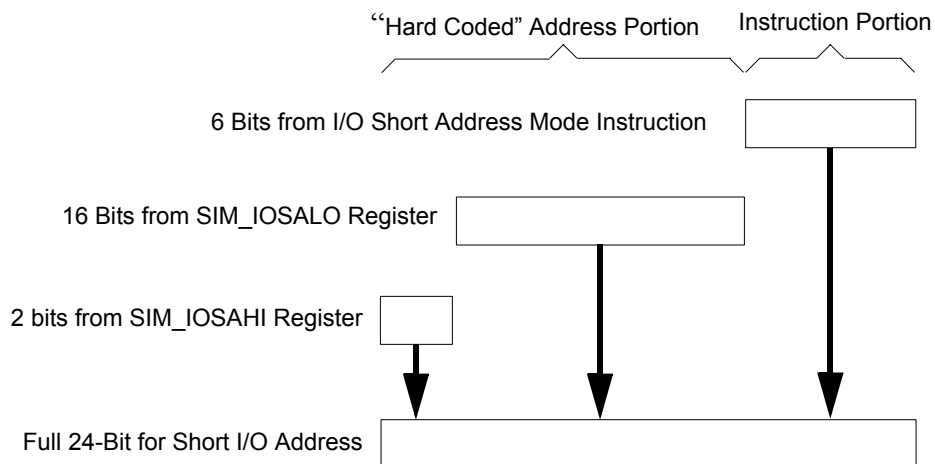 “Hard Coded” Address Portion
Instruction Portion
6 Bits from I/O Short Address Mode Instruction
16 Bits from SIM_IOSALO Register
2 bits from SIM_IOSAHI Register
Full 24-Bit for Short I/O Address